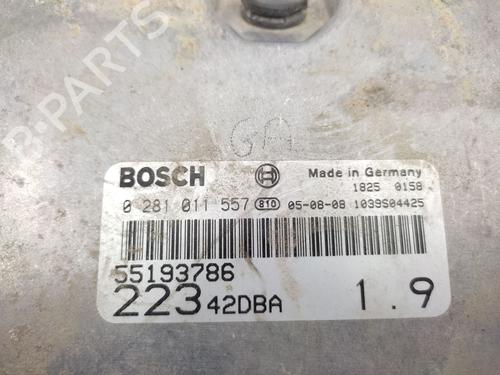 B-PARTS
GA
BOSCH Made in Germany
1825 0158
0 281 011 557 810 05-08-08 1039S04425
55193786
223 42DBA 1.9